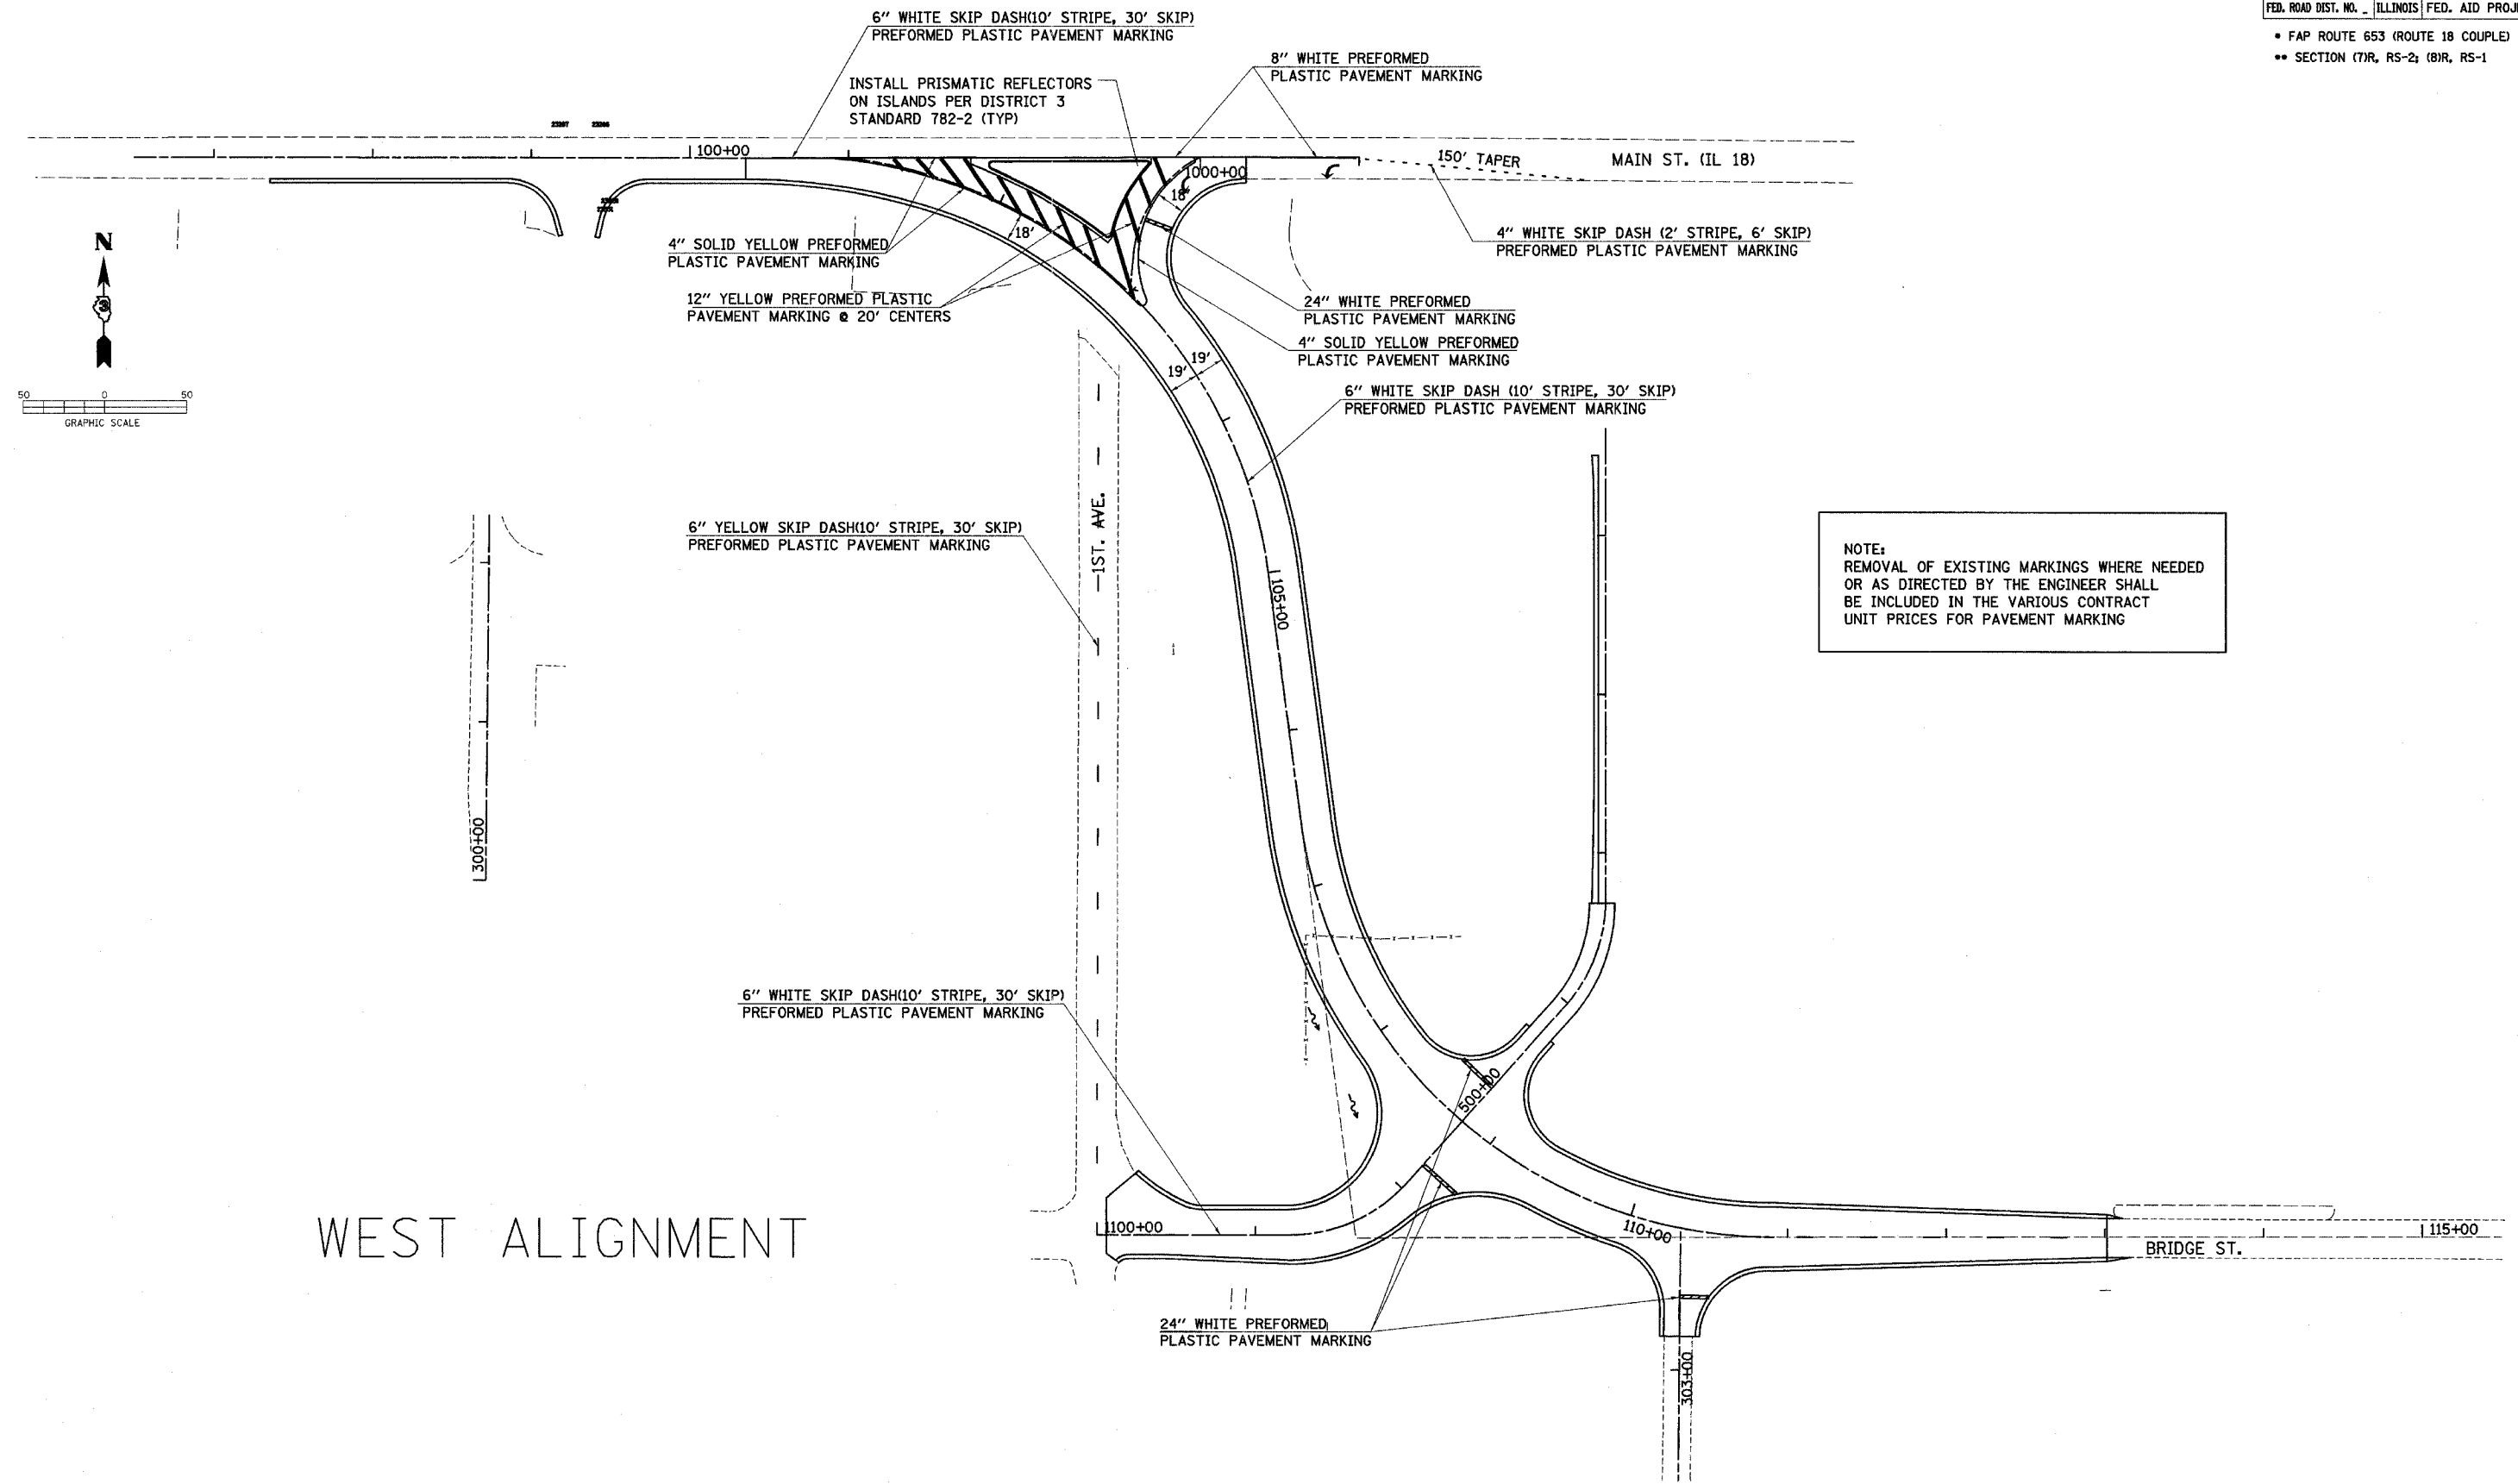 FED. ROAD DIST. NO. _ ILLINOIS FED. AID PROJ
• FAP ROUTE 653 (ROUTE 18 COUPLE)
•• SECTION (7)R, RS-2; (8)R, RS-1
6" WHITE SKIP DASH(10' STRIPE, 30' SKIP)
PREFORMED PLASTIC PAVEMENT MARKING
8" WHITE PREFORMED
PLASTIC PAVEMENT MARKING
INSTALL PRISMATIC REFLECTORS
ON ISLANDS PER DISTRICT 3
STANDARD 782-2 (TYP)
100+00
150' TAPER
MAIN ST. (IL 18)
1000+00
18'
18'
4" SOLID YELLOW PREFORMED
PLASTIC PAVEMENT MARKING
4" WHITE SKIP DASH (2' STRIPE, 6' SKIP)
PREFORMED PLASTIC PAVEMENT MARKING
N
3
12" YELLOW PREFORMED PLASTIC
PAVEMENT MARKING @ 20' CENTERS
24" WHITE PREFORMED
PLASTIC PAVEMENT MARKING
4" SOLID YELLOW PREFORMED
PLASTIC PAVEMENT MARKING
19'
19'
50 0 50
GRAPHIC SCALE
6" WHITE SKIP DASH (10' STRIPE, 30' SKIP)
PREFORMED PLASTIC PAVEMENT MARKING
6" YELLOW SKIP DASH(10' STRIPE, 30' SKIP)
PREFORMED PLASTIC PAVEMENT MARKING
1ST. AVE.
105+00
NOTE:
REMOVAL OF EXISTING MARKINGS WHERE NEEDED
OR AS DIRECTED BY THE ENGINEER SHALL
BE INCLUDED IN THE VARIOUS CONTRACT
UNIT PRICES FOR PAVEMENT MARKING
300+00
6" WHITE SKIP DASH(10' STRIPE, 30' SKIP)
PREFORMED PLASTIC PAVEMENT MARKING
500+00
WEST ALIGNMENT
1100+00
110+00
115+00
BRIDGE ST.
24" WHITE PREFORMED
PLASTIC PAVEMENT MARKING
303+00